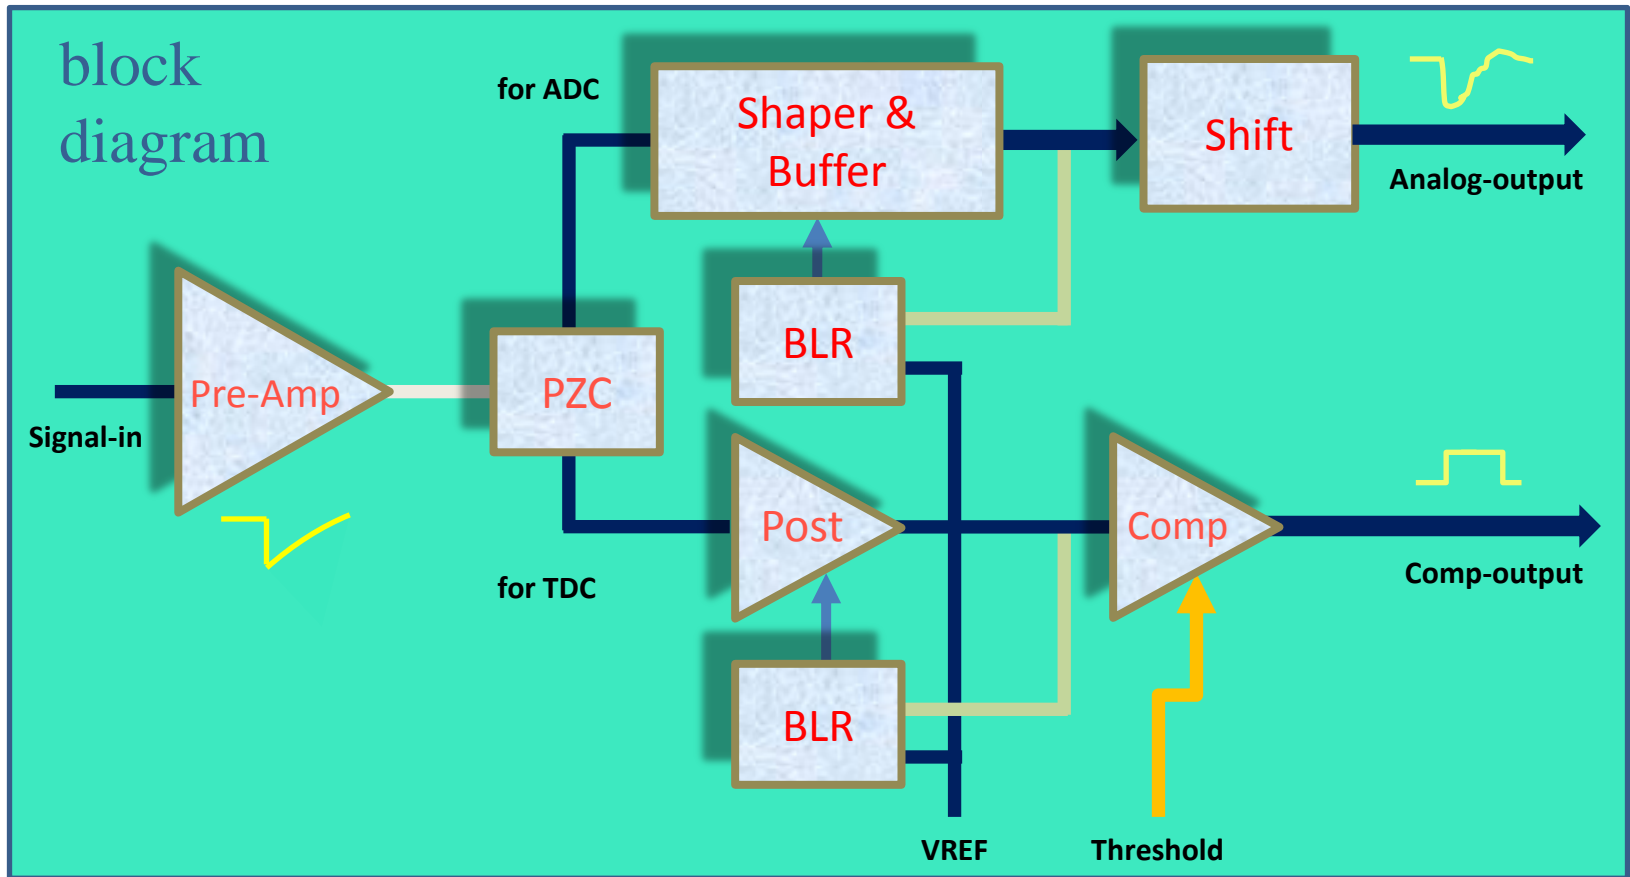 block
diagram
for ADC
Shaper &
Buffer
Shift
Analog-output
BLR
Pre-Amp
PZC
Signal-in
Post
Comp
for TDC
Comp-output
BLR
VREF
Threshold